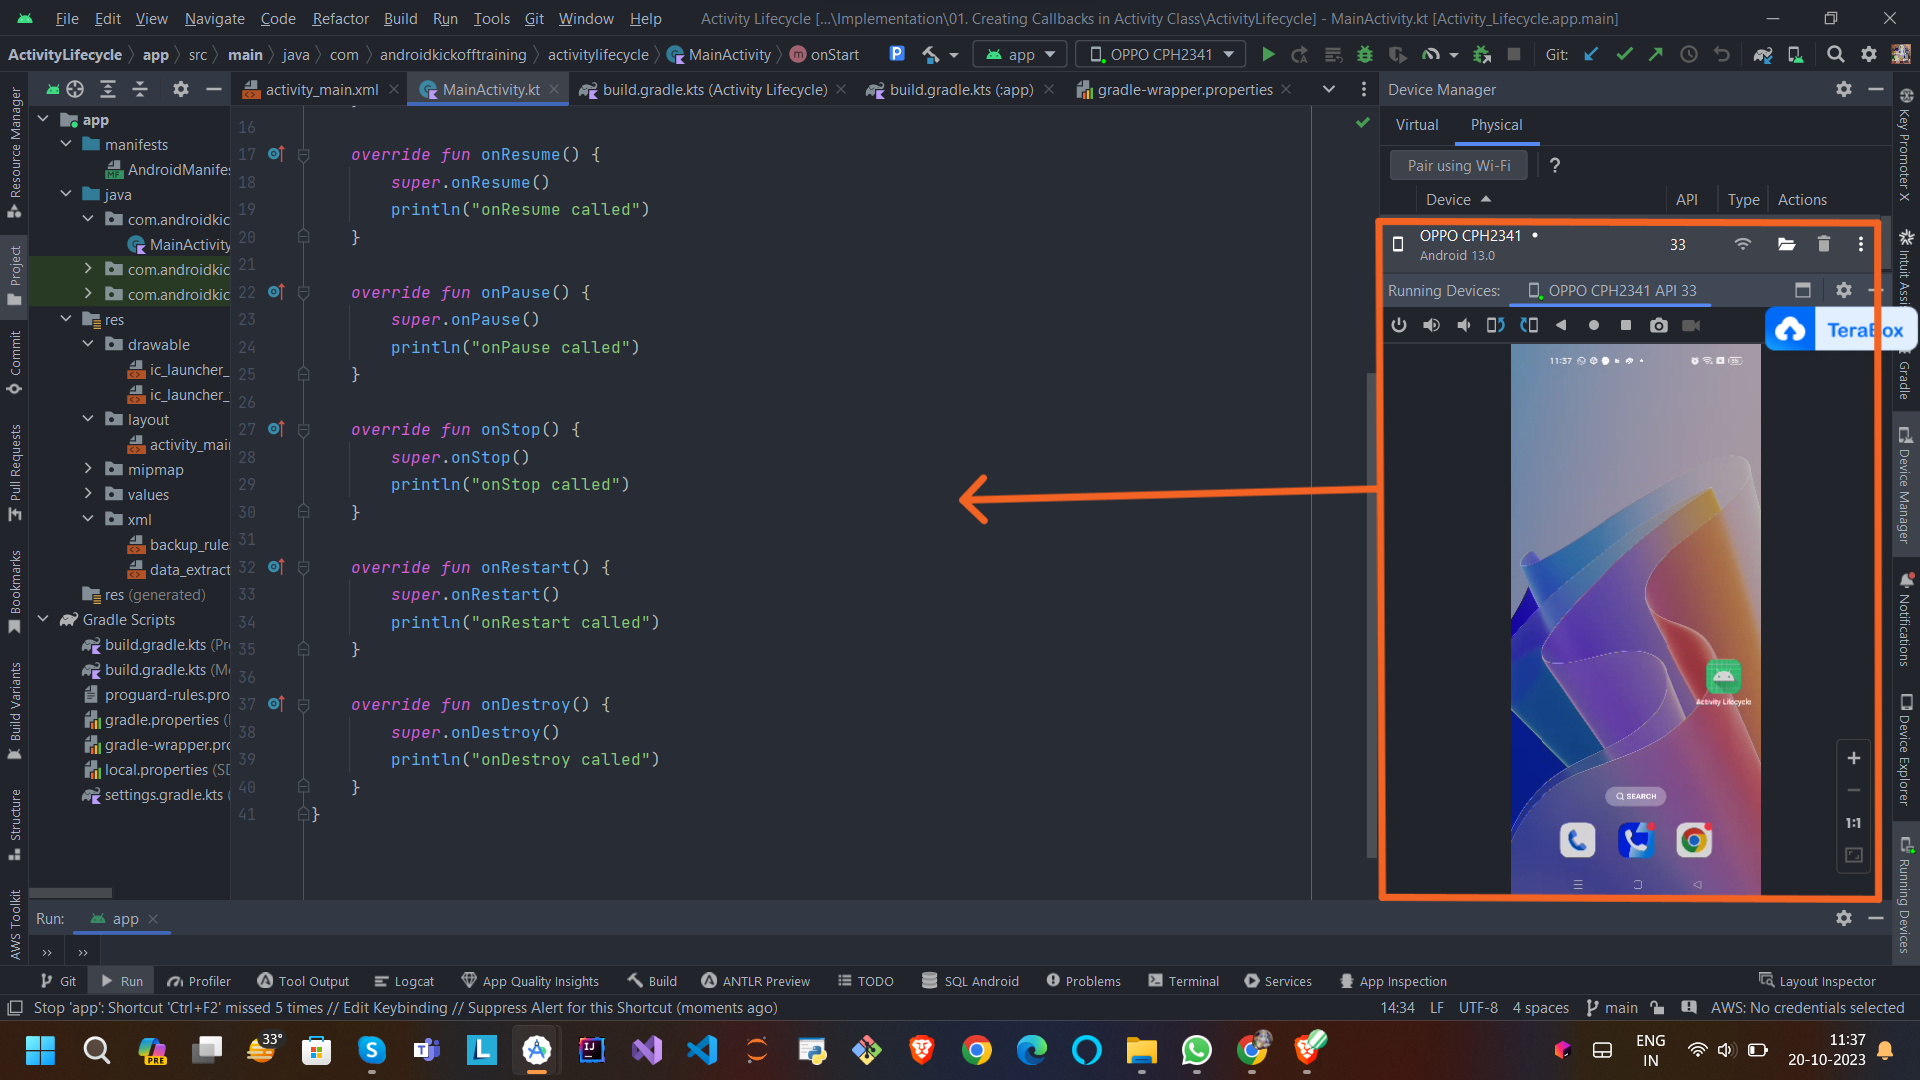 File Edit View Navigate Code Refactor Build Run Tools Git Window Help Activity Lifecycle [...\Implementation\01. Creating Callbacks in Activity Class\ActivityLifecycle] - MainActivity.kt [Activity_Lifecycle.app.main]
ActivityLifecycle app src main java com androidkickofftraining activitylifecycle MainActivity m onStart app OPPO CPH2341 Git:
activity_main.xml MainActivity.kt build.gradle.kts (Activity Lifecycle) build.gradle.kts (:app) gradle-wrapper.properties
Device Manager
Virtual Physical
Pair using Wi-Fi ?
Device API Type Actions
OPPO CPH2341 33
Android 13.0
Running Devices: OPPO CPH2341 API 33
TeraBox
11:37
Activity Lifecycle
SEARCH
1:1
Resource Manager
Project
Commit
Pull Requests
Bookmarks
Build Variants
Structure
AWS Toolkit
app
manifests
AndroidManifes
java
com.androidkic
MainActivity
com.androidkic
com.androidkic
res
drawable
ic_launcher_
ic_launcher_
layout
activity_mai
mipmap
values
xml
backup_rule
data_extract
res (generated)
Gradle Scripts
build.gradle.kts (Pr
build.gradle.kts (M
proguard-rules.pro
gradle.properties (
gradle-wrapper.pro
local.properties (SD
settings.gradle.kts (
16
17 override fun onResume() {
18 super.onResume()
19 println("onResume called")
20 }
21
22 override fun onPause() {
23 super.onPause()
24 println("onPause called")
25 }
26
27 override fun onStop() {
28 super.onStop()
29 println("onStop called")
30 }
31
32 override fun onRestart() {
33 super.onRestart()
34 println("onRestart called")
35 }
36
37 override fun onDestroy() {
38 super.onDestroy()
39 println("onDestroy called")
40 }
41 }
Key Promoter X
Intuit Assi
Gradle
Device Manager
Notifications
Device Explorer
Running Devices
Run: app
Git Run Profiler Tool Output Logcat App Quality Insights Build ANTLR Preview TODO SQL Android Problems Terminal Services App Inspection Layout Inspector
Stop 'app': Shortcut 'Ctrl+F2' missed 5 times // Edit Keybinding // Suppress Alert for this Shortcut (moments ago) 14:34 LF UTF-8 4 spaces main AWS: No credentials selected
PRE 33° L IJ ENG
IN 11:37
20-10-2023